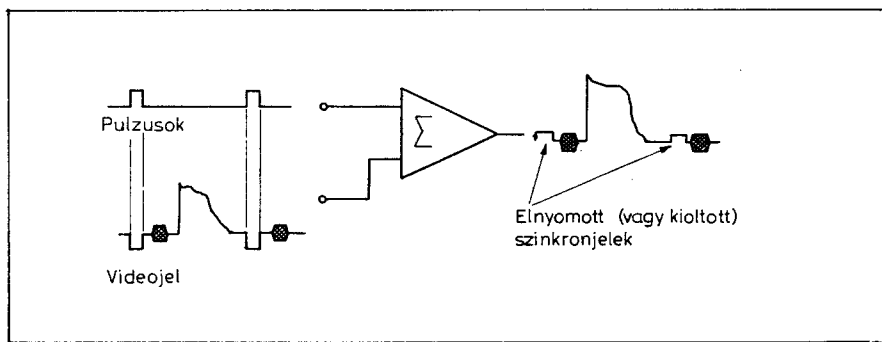 Pulzusok
Σ
Elnyomott (vagy kioltott)
szinkronjelek
Videojel